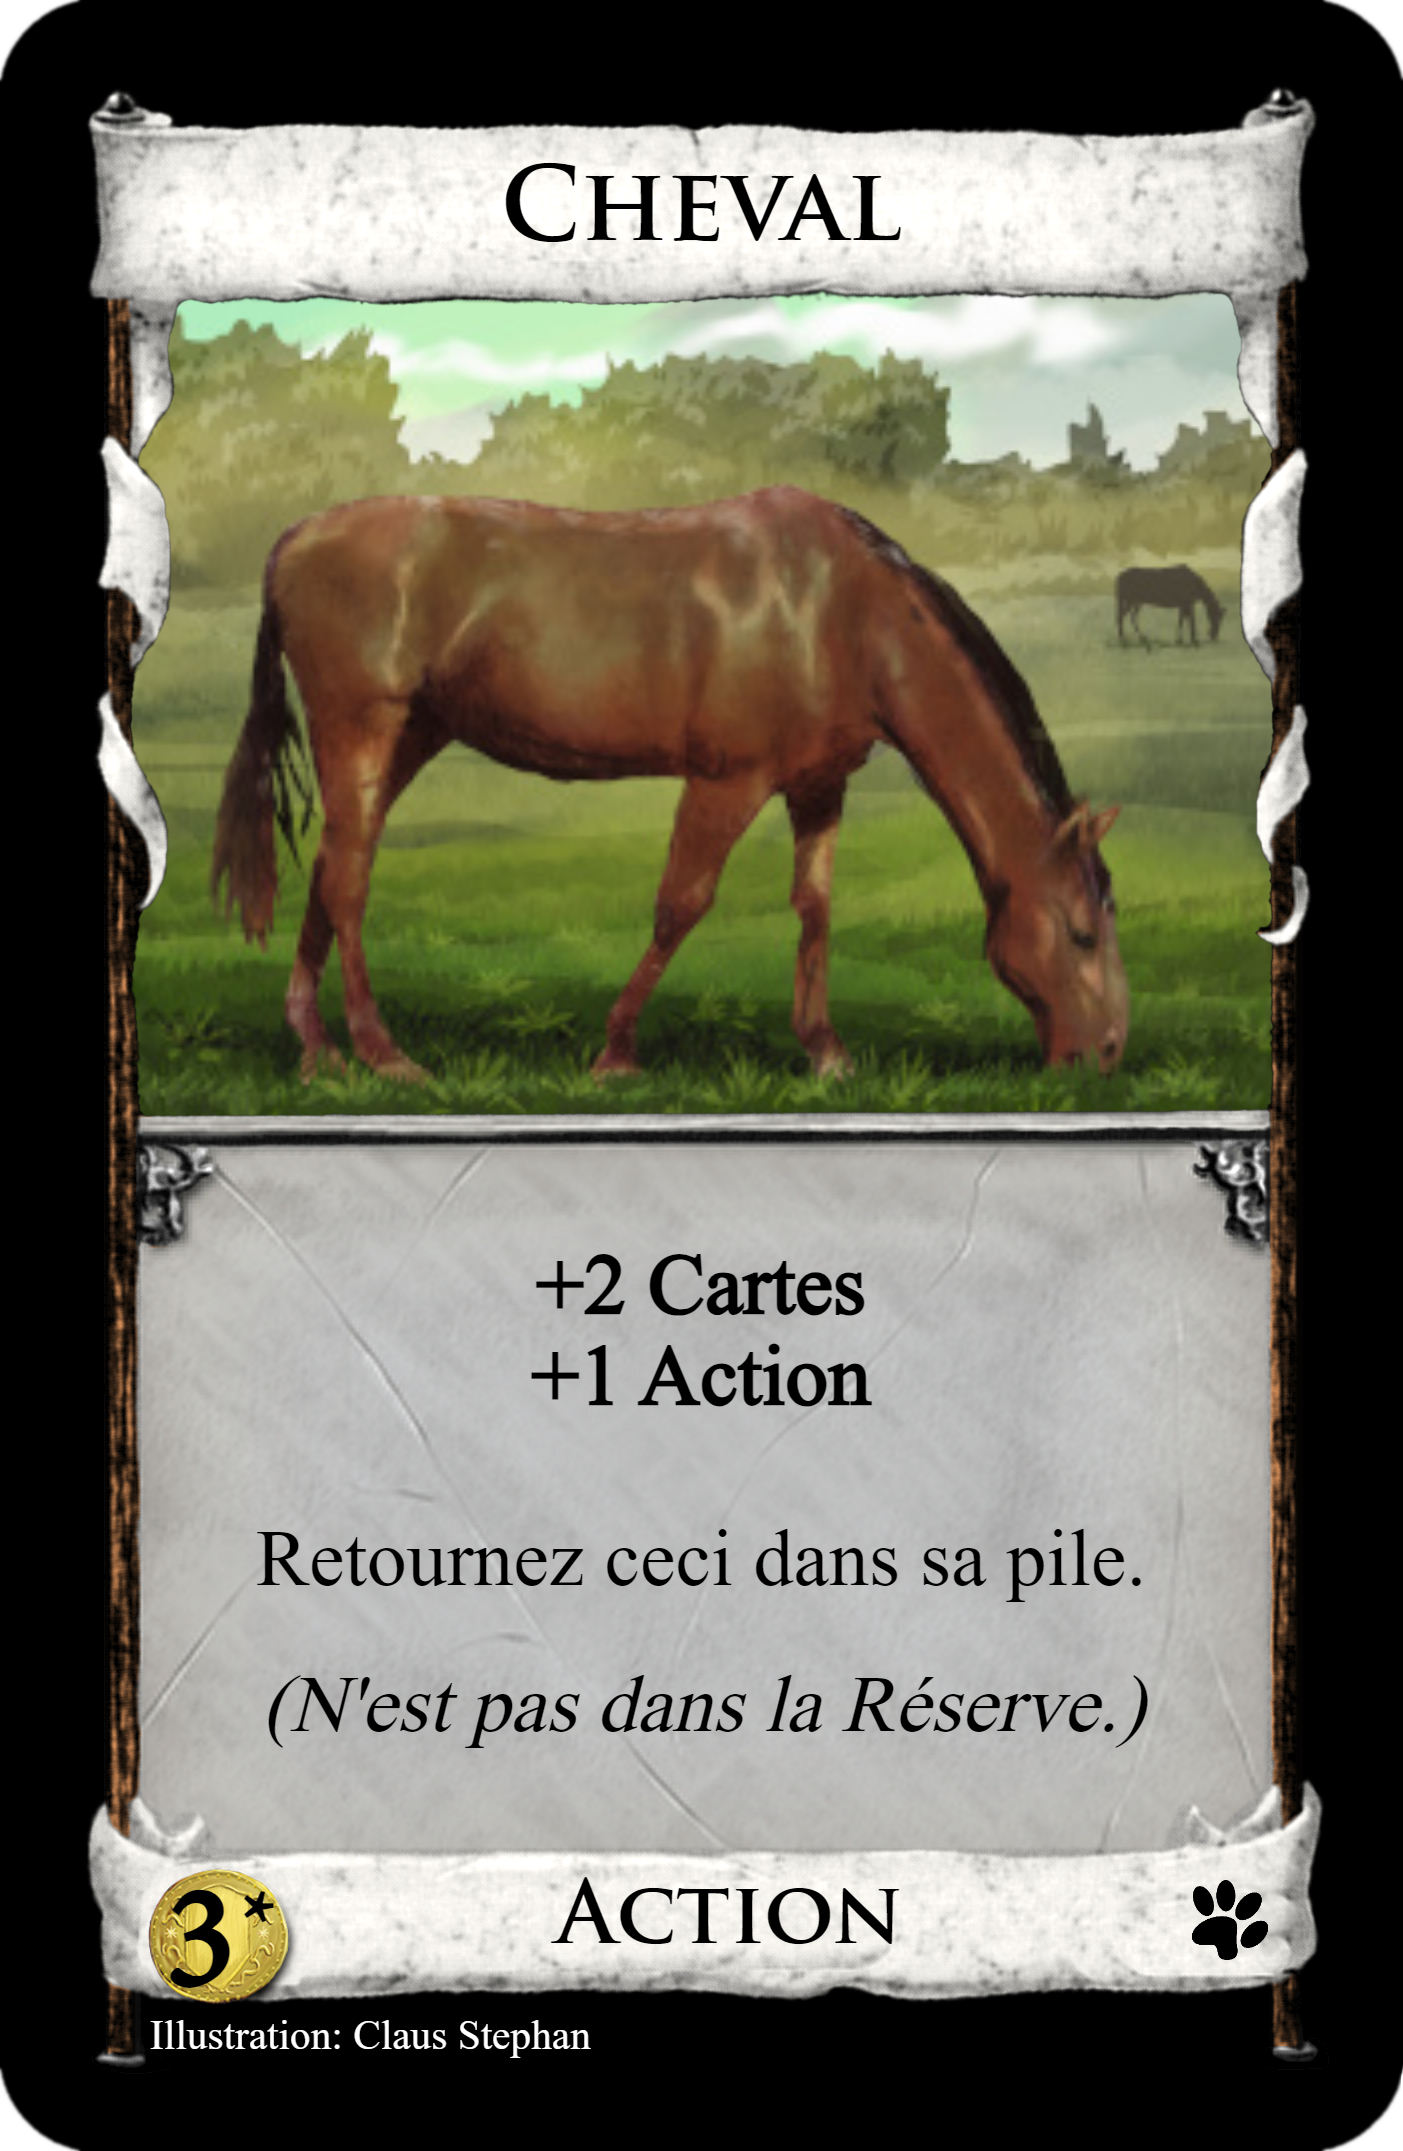 CHEVAL
+2 Cartes
+1 Action
Retournez ceci dans sa pile.
(N'est pas dans la Réserve.)
3*
ACTION
Illustration: Claus Stephan